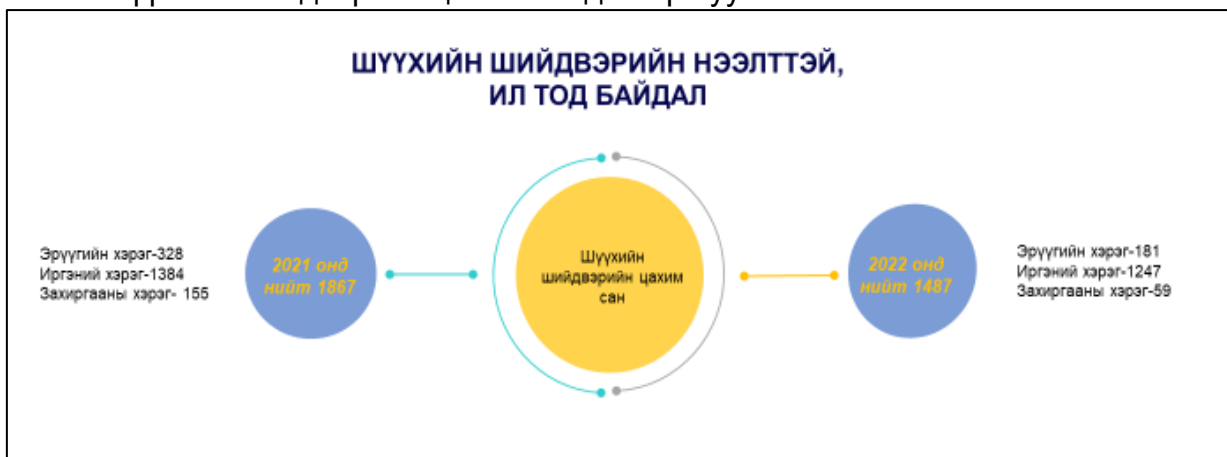 ШҮҮХИЙН ШИЙДВЭРИЙН НЭЭЛТТЭЙ,
ИЛ ТОД БАЙДАЛ
Эрүүгийн хэрэг-328
Иргэний хэрэг-1384
Захиргааны хэрэг- 155
2021 онд
нийт 1867
Шүүхийн
шийдвэрийн цахим
сан
2022 онд
нийт 1487
Эрүүгийн хэрэг-181
Иргэний хэрэг-1247
Захиргааны хэрэг-59